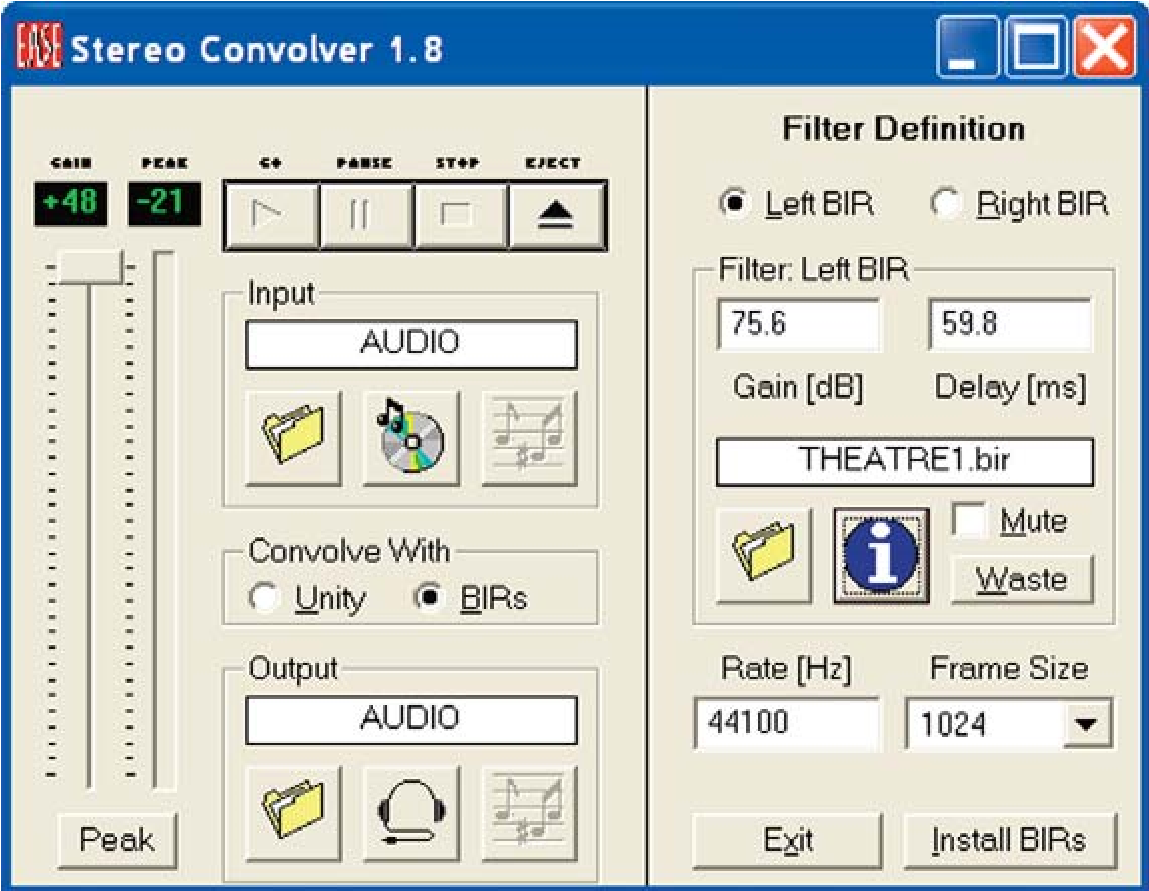 EASE Stereo Convolver 1.8
GAIN PEAK GO PAUSE STOP EJECT
+48 -21
Input
AUDIO
Convolve With
Unity BIRs
Output
AUDIO
Peak
Filter Definition
Left BIR Right BIR
Filter: Left BIR
75.6 59.8
Gain [dB] Delay [ms]
THEATRE1.bir
i
Mute
Waste
Rate [Hz] Frame Size
44100 1024
Exit Install BIRs